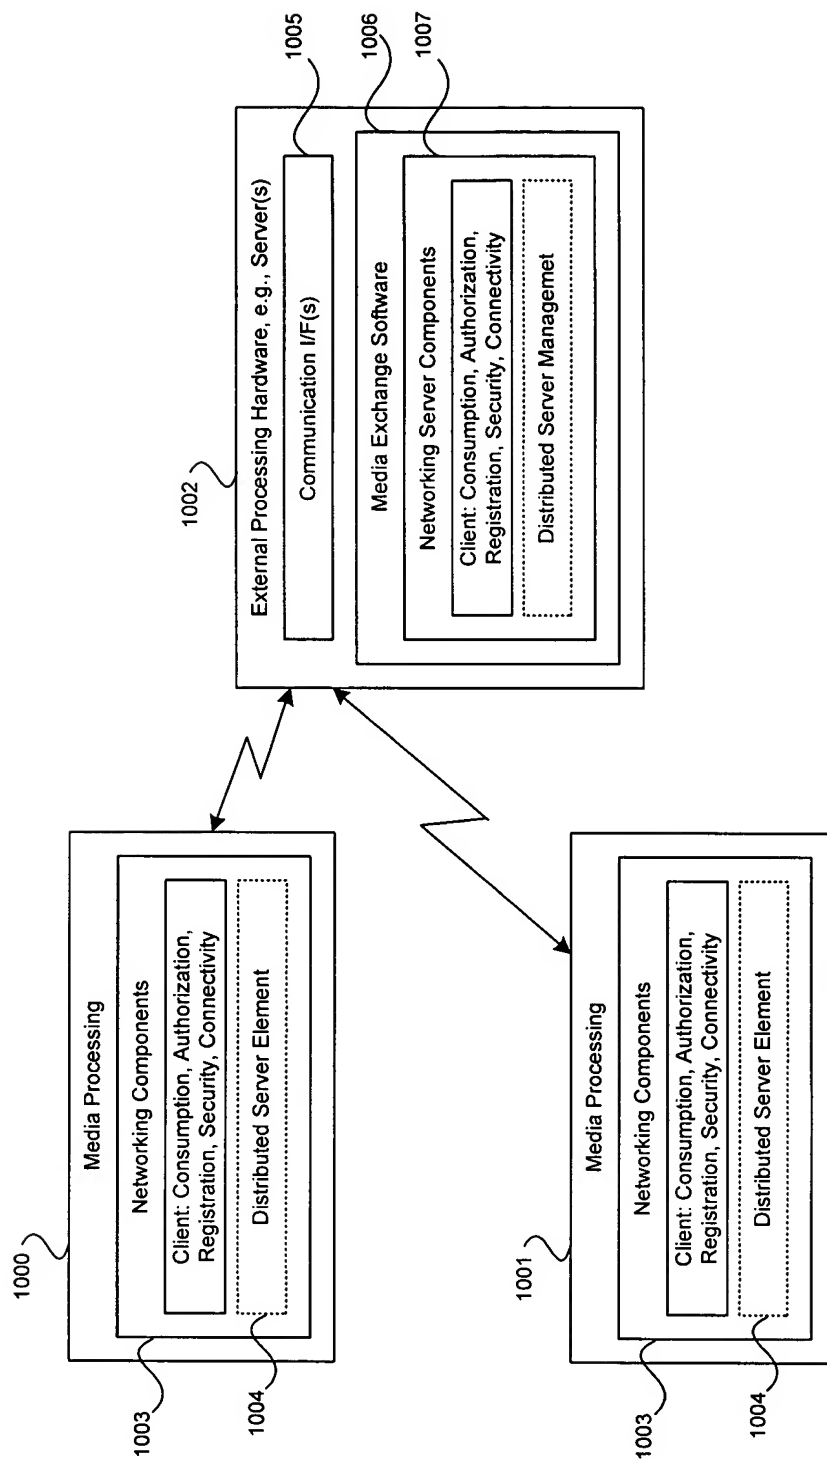 1000
Media Processing
Networking Components
Client: Consumption, Authorization,
Registration, Security, Connectivity
Distributed Server Element
1003
1004
1002
External Processing Hardware, e.g., Server(s)
Communication I/F(s)
Media Exchange Software
Networking Server Components
Client: Consumption, Authorization,
Registration, Security, Connectivity
Distributed Server Managemet
1005
1006
1007
1001
Media Processing
Networking Components
Client: Consumption, Authorization,
Registration, Security, Connectivity
Distributed Server Element
1003
1004